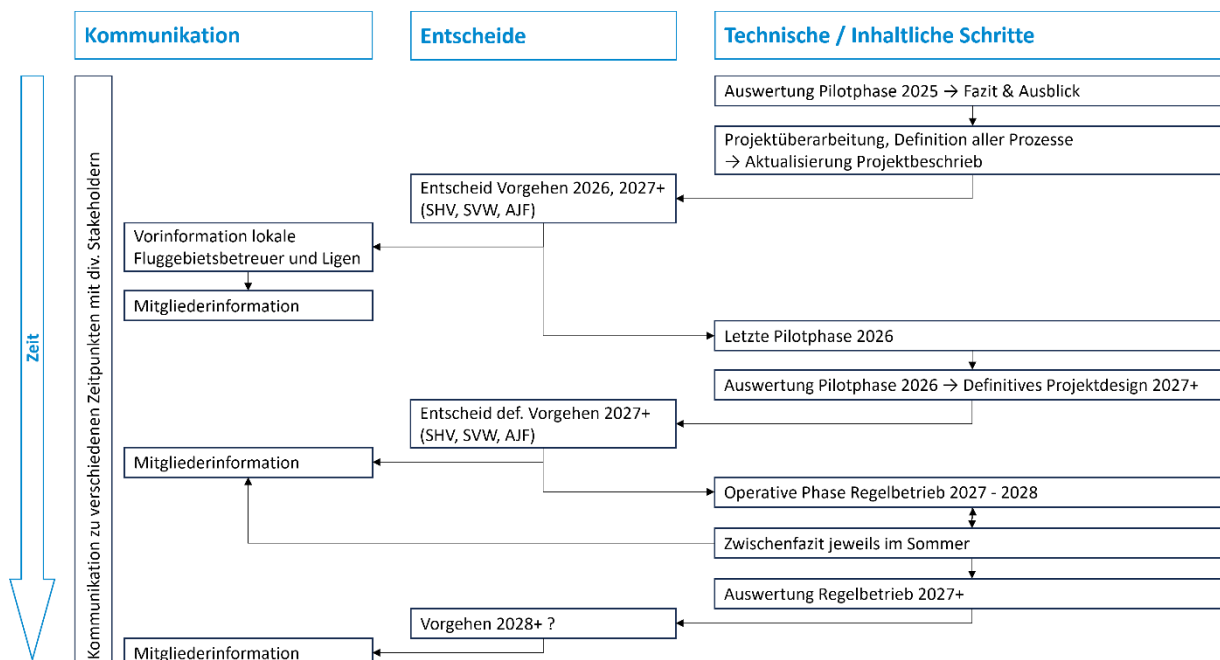 Kommunikation
Entscheide
Technische / Inhaltliche Schritte
Zeit
Kommunikation zu verschiedenen Zeitpunkten mit div. Stakeholdern
Auswertung Pilotphase 2025 → Fazit & Ausblick
Projektüberarbeitung, Definition aller Prozesse
→ Aktualisierung Projektbeschrieb
Entscheid Vorgehen 2026, 2027+
(SHV, SVW, AJF)
Vorinformation lokale
Fluggebietsbetreuer und Ligen
Mitgliederinformation
Letzte Pilotphase 2026
Auswertung Pilotphase 2026 → Definitives Projektdesign 2027+
Entscheid def. Vorgehen 2027+
(SHV, SVW, AJF)
Mitgliederinformation
Operative Phase Regelbetrieb 2027 - 2028
Zwischenfazit jeweils im Sommer
Auswertung Regelbetrieb 2027+
Vorgehen 2028+ ?
Mitgliederinformation